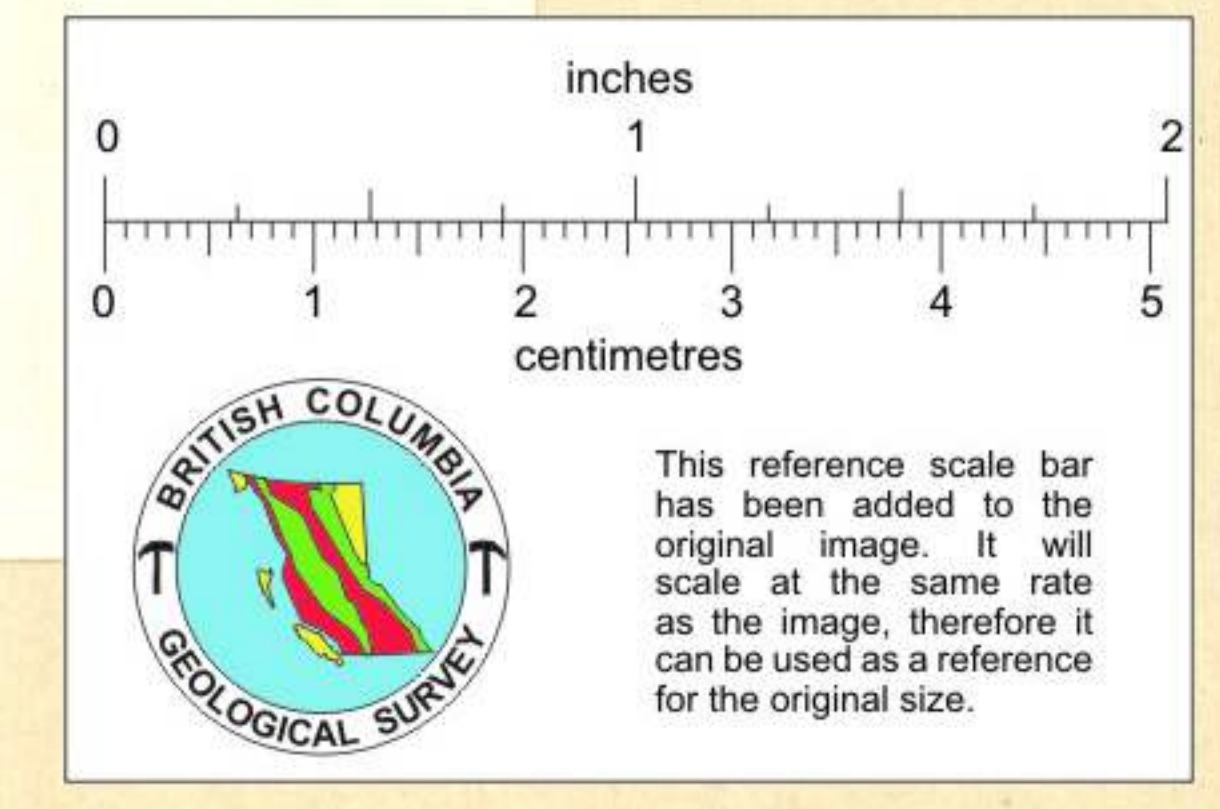 inches
0 1 2
0 1 2 3 4 5
centimetres
BRITISH COLUMBIA
GEOLOGICAL SURVEY
This reference scale bar
has been added to the
original image. It will
scale at the same rate
as the image, therefore it
can be used as a reference
for the original size.